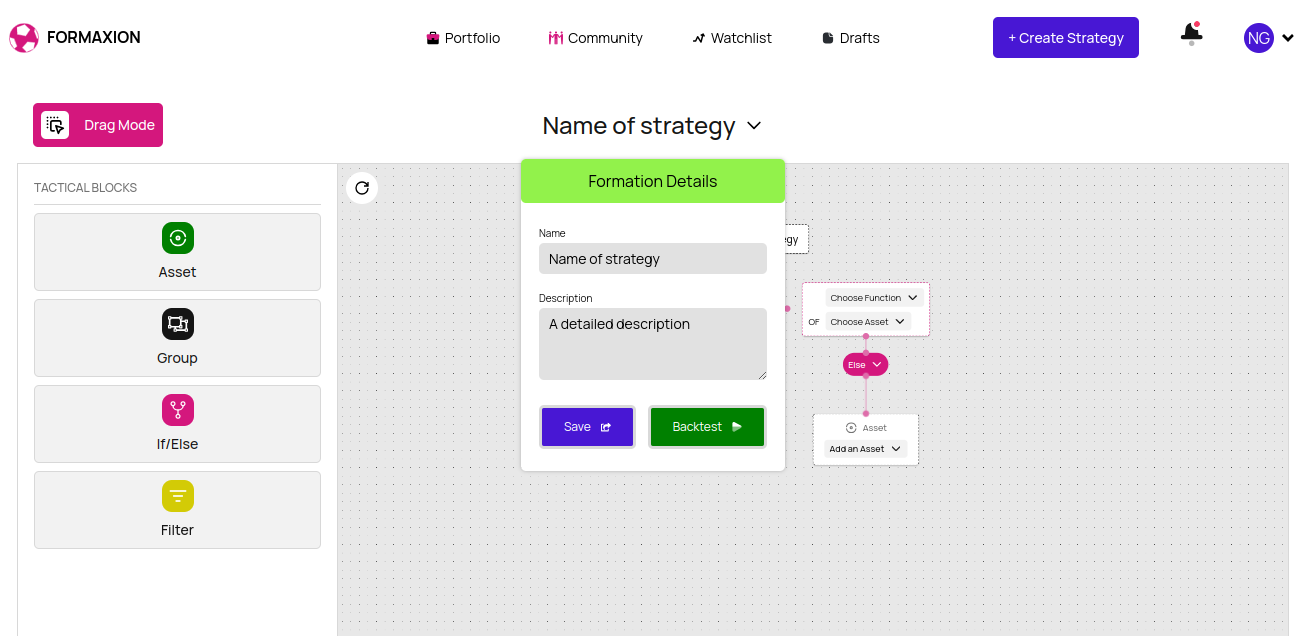 FORMAXION
Portfolio
Community
Watchlist
Drafts
+ Create Strategy
NG
Drag Mode
Name of strategy
TACTICAL BLOCKS
Asset
Group
If/Else
Filter
Formation Details
Name
Name of strategy
Description
A detailed description
Save
Backtest
egy
Choose Function
OF Choose Asset
Else
Asset
Add an Asset